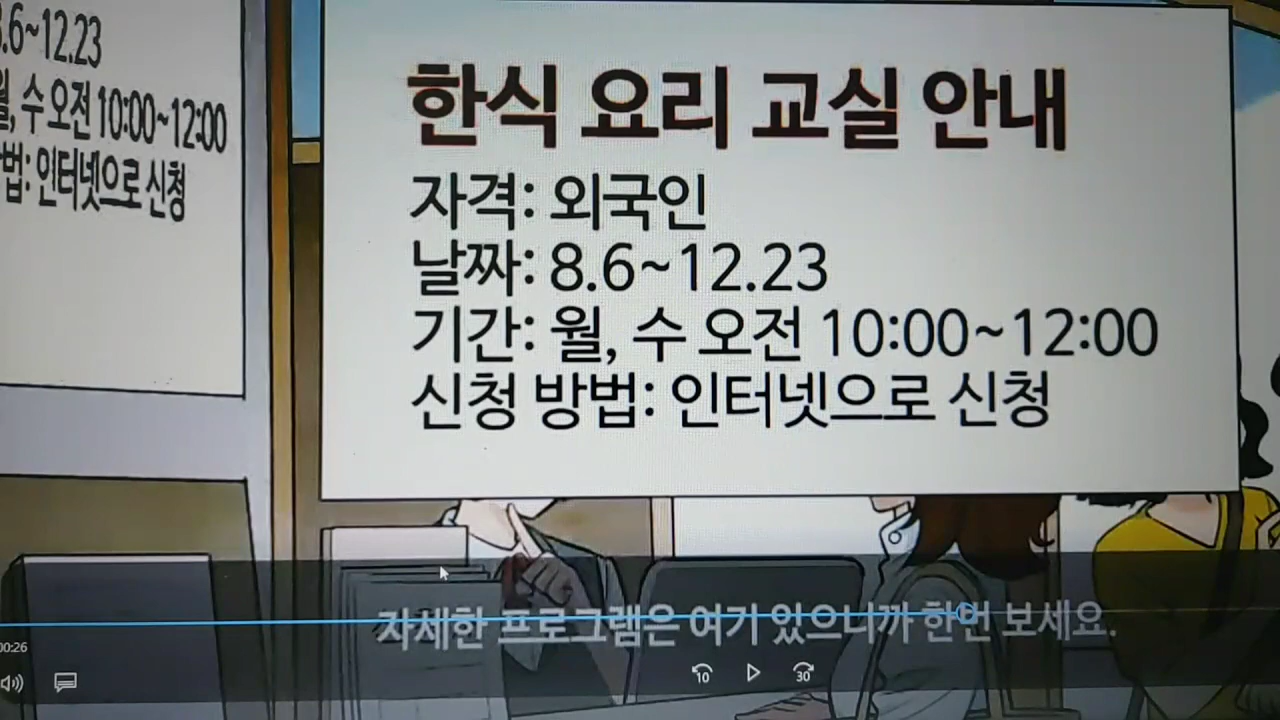 8.6~12.23
월, 수 오전 10:00~12:00
방법: 인터넷으로 신청
한식 요리 교실 안내
자격: 외국인
날짜: 8.6~12.23
기간: 월, 수 오전 10:00~12:00
신청 방법: 인터넷으로 신청
자세한 프로그램은 여기 있으니까 한번 보세요.
00:26
10
30